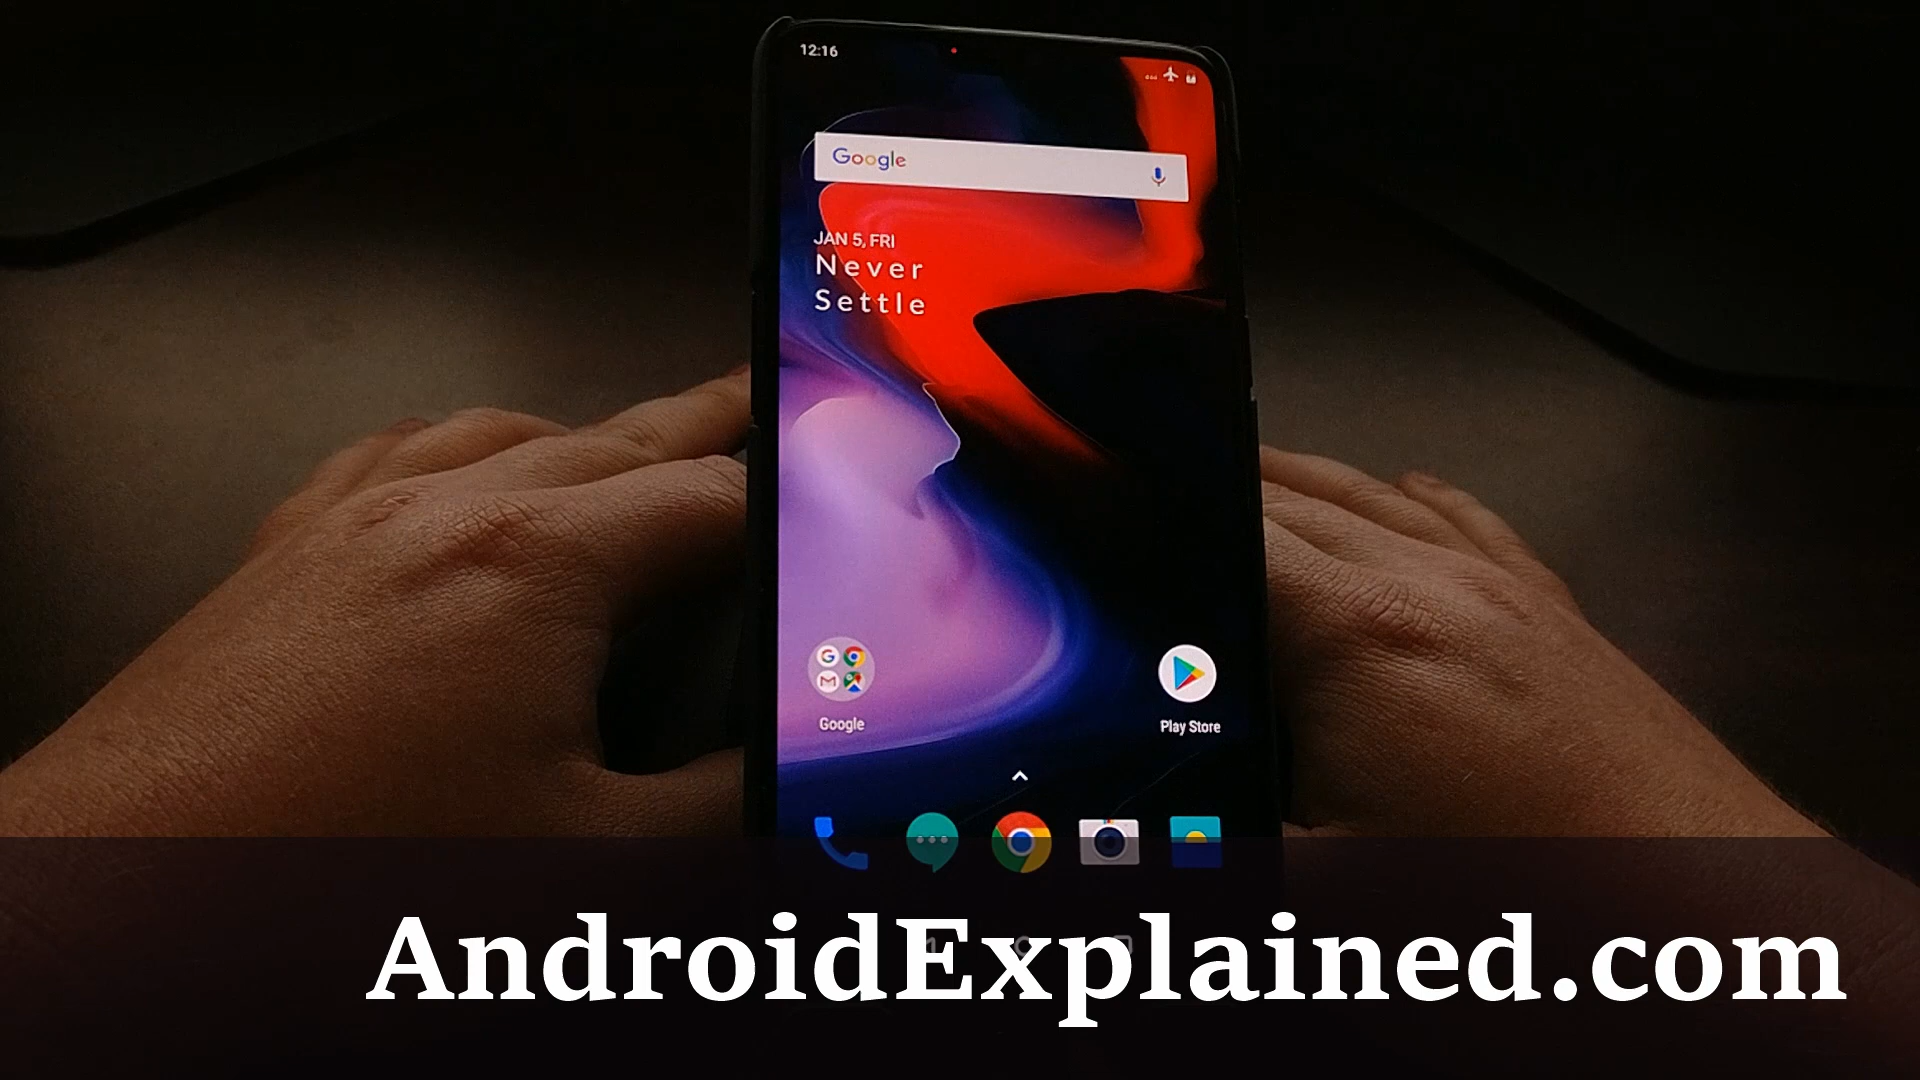 12:16
Google
JAN 5, FRI
Never
Settle
Google
Play Store
AndroidExplained.com